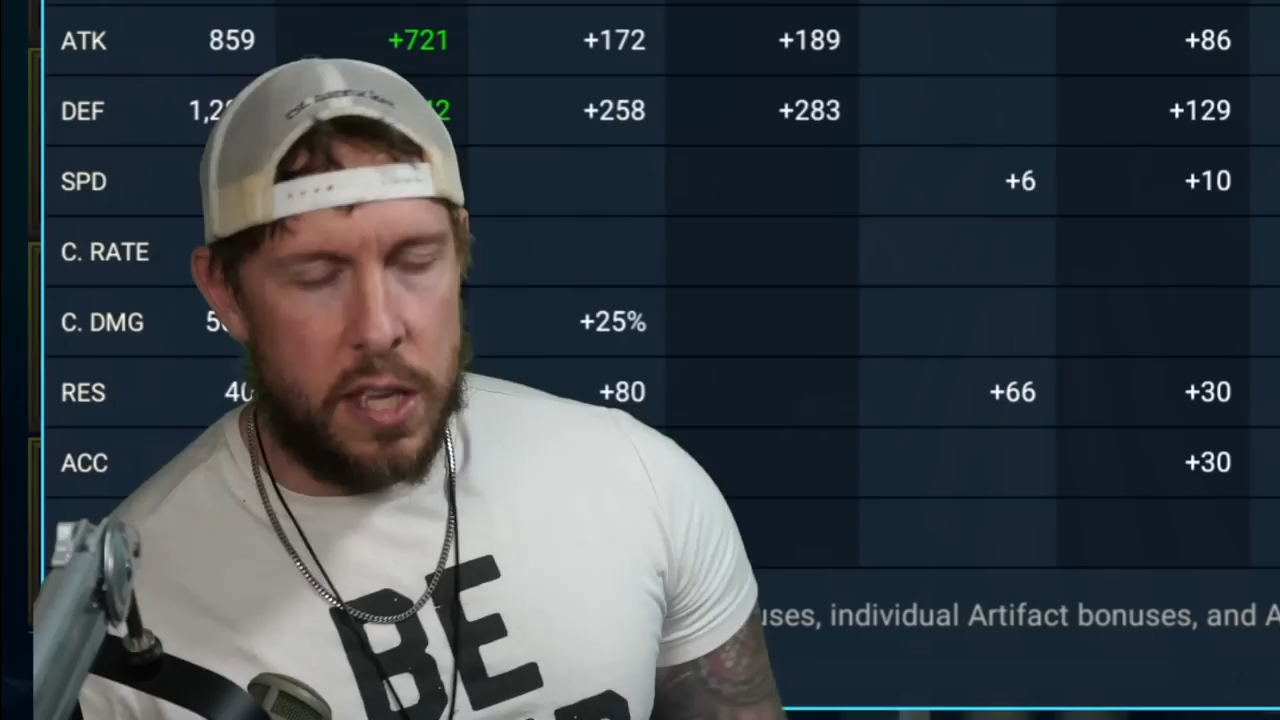 ATK 859 +721 +172 +189 +86
DEF +258 +283 +129
SPD +6 +10
C. RATE
C. DMG +25%
RES +80 +66 +30
ACC +30
individual Artifact bonuses, and
BE